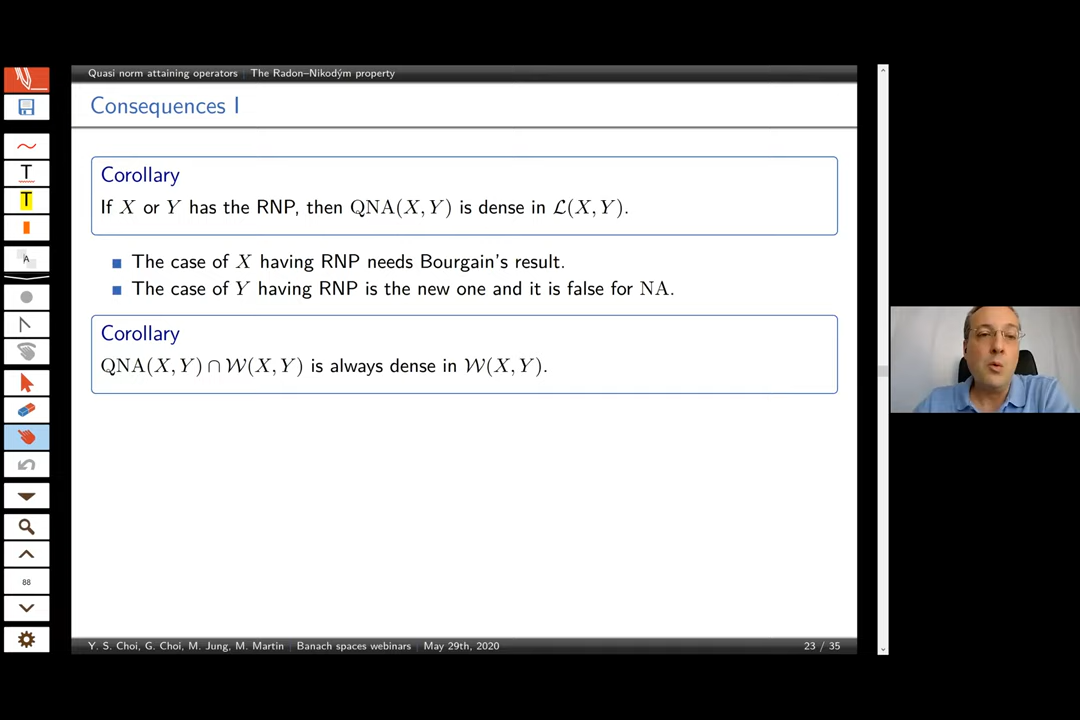 Quasi norm attaining operators | The Radon–Nikodým property
Consequences I
Corollary
If X or Y has the RNP, then QNA(X, Y) is dense in ℒ(X, Y).
The case of X having RNP needs Bourgain's result.
The case of Y having RNP is the new one and it is false for NA.
Corollary
QNA(X, Y) ∩ 𝒲(X, Y) is always dense in 𝒲(X, Y).
T
T
A
88
Y. S. Choi, G. Choi, M. Jung, M. Martín | Banach spaces webinars | May 29th, 2020 23 / 35